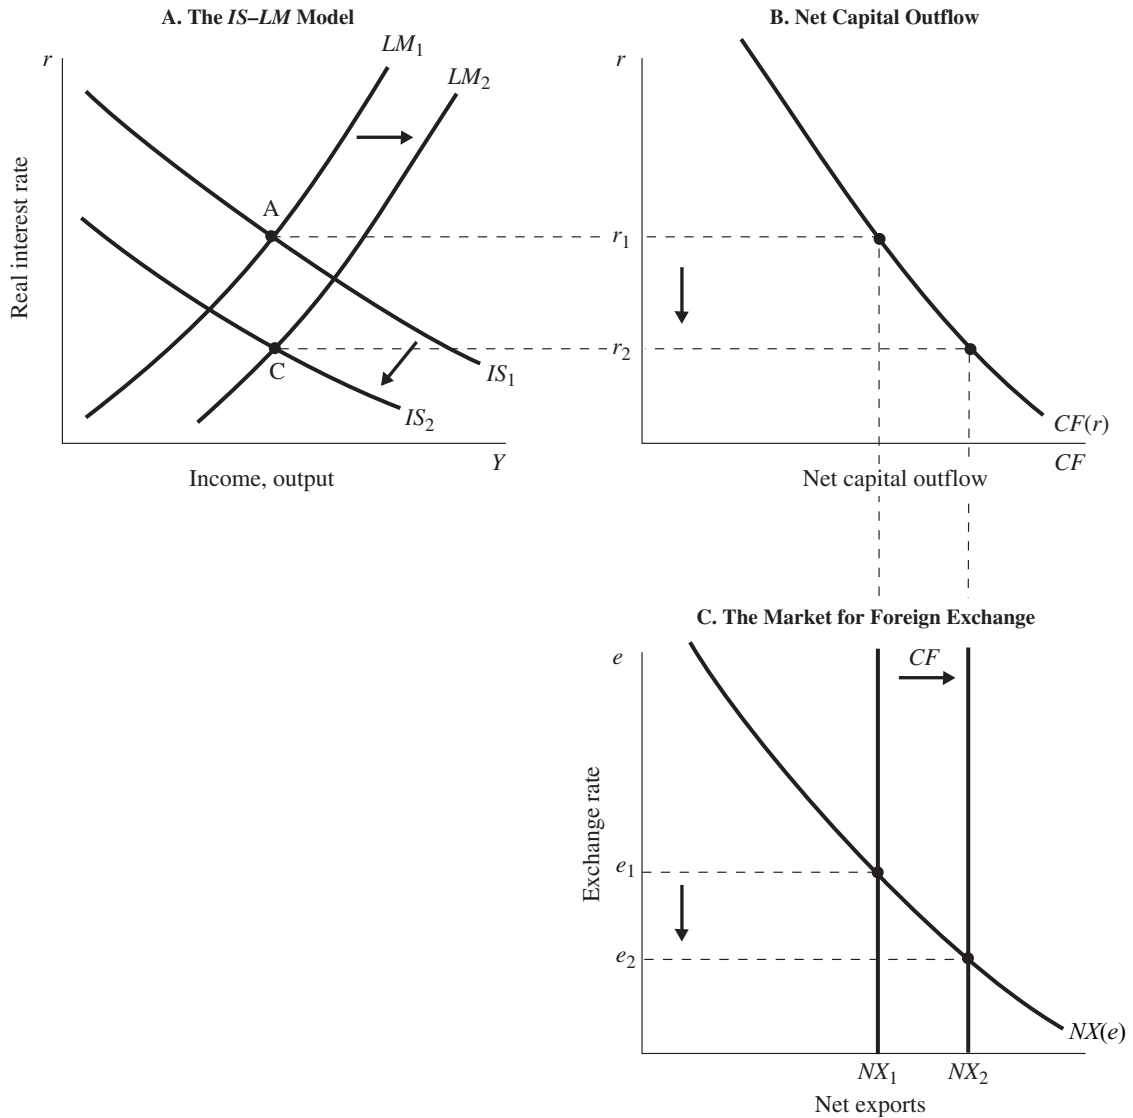 A. The IS–LM Model
r
LM₁
LM₂
Real interest rate
A
C
IS₁
IS₂
Y
Income, output
B. Net Capital Outflow
r
r₁
r₂
CF(r)
CF
Net capital outflow
C. The Market for Foreign Exchange
e
CF
Exchange rate
e₁
e₂
NX(e)
NX₁
NX₂
Net exports